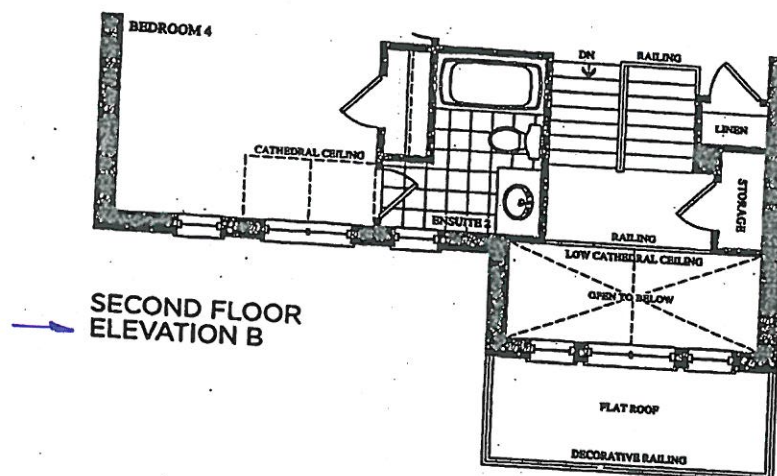 BEDROOM 4
DN
RAILING
LINEN
CATHEDRAL CEILING
STORAGE
ENSUITE 2
RAILING
LOW CATHEDRAL CEILING
OPEN TO BELOW
SECOND FLOOR
ELEVATION B
FLAT ROOF
DECORATIVE RAILING